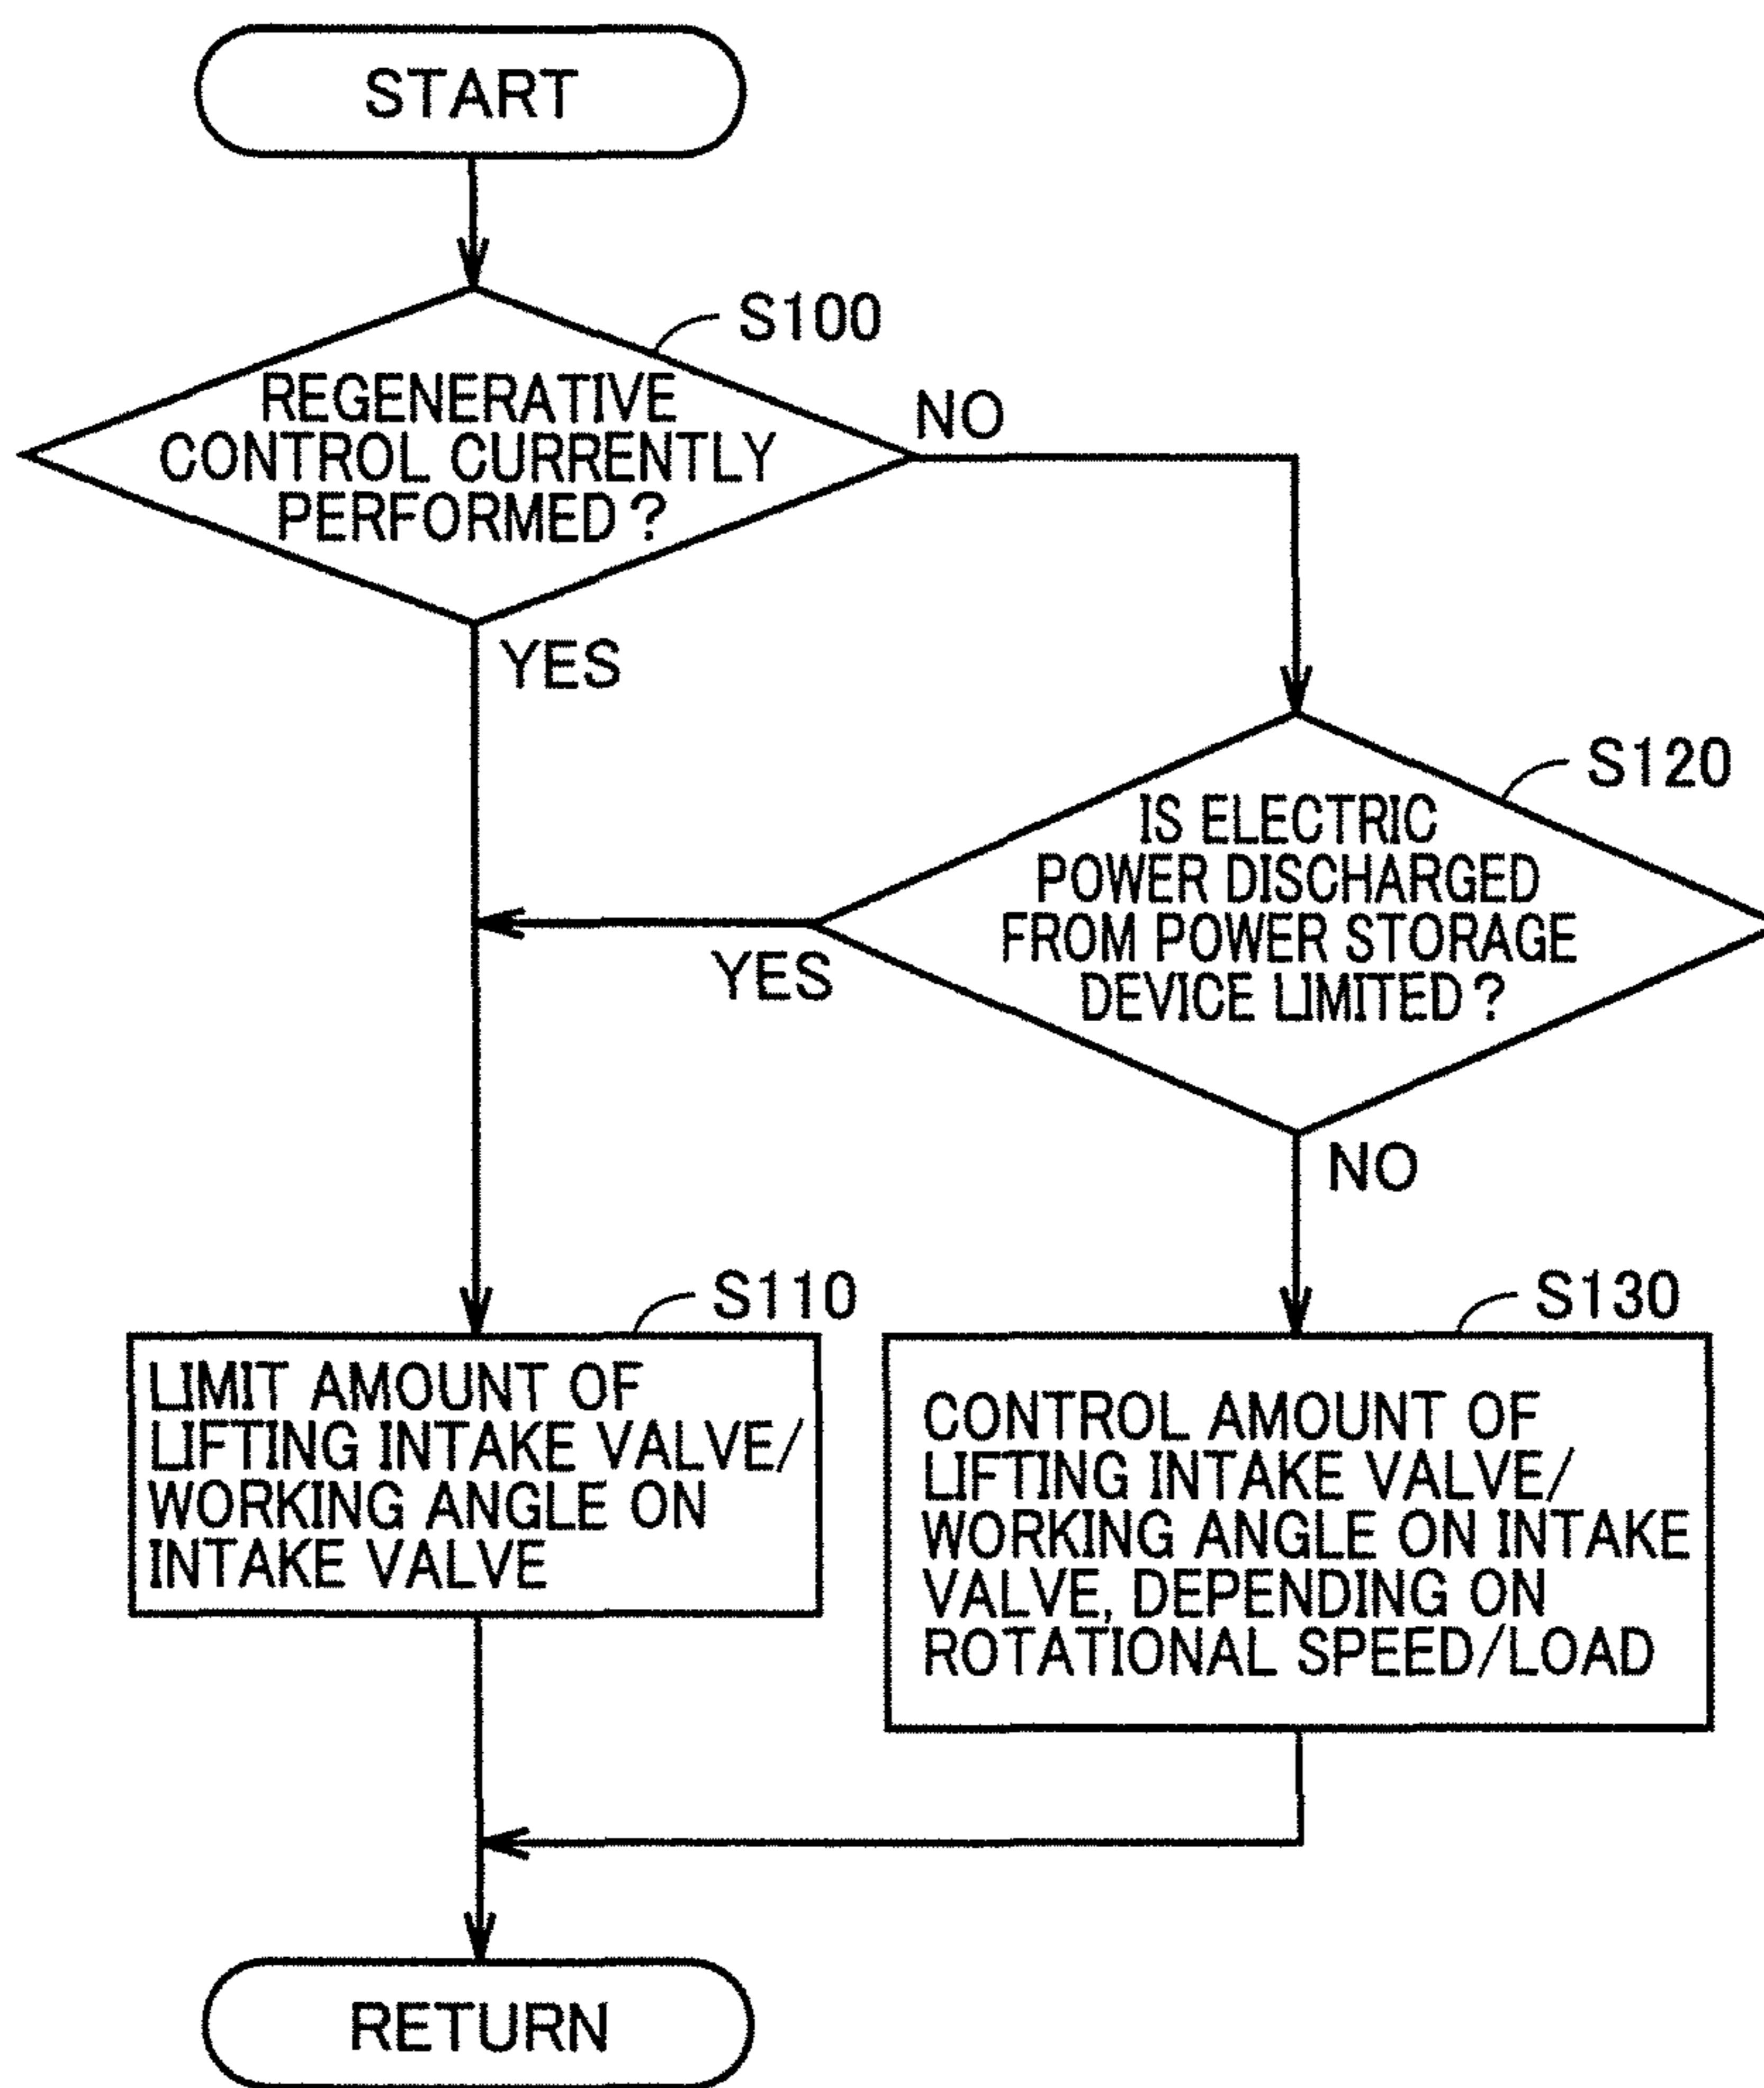 START
S100
REGENERATIVE
CONTROL CURRENTLY
PERFORMED?
NO
YES
S120
IS ELECTRIC
POWER DISCHARGED
FROM POWER STORAGE
DEVICE LIMITED?
YES
NO
S110
LIMIT AMOUNT OF
LIFTING INTAKE VALVE/
WORKING ANGLE ON
INTAKE VALVE
S130
CONTROL AMOUNT OF
LIFTING INTAKE VALVE/
WORKING ANGLE ON INTAKE
VALVE, DEPENDING ON
ROTATIONAL SPEED/LOAD
RETURN